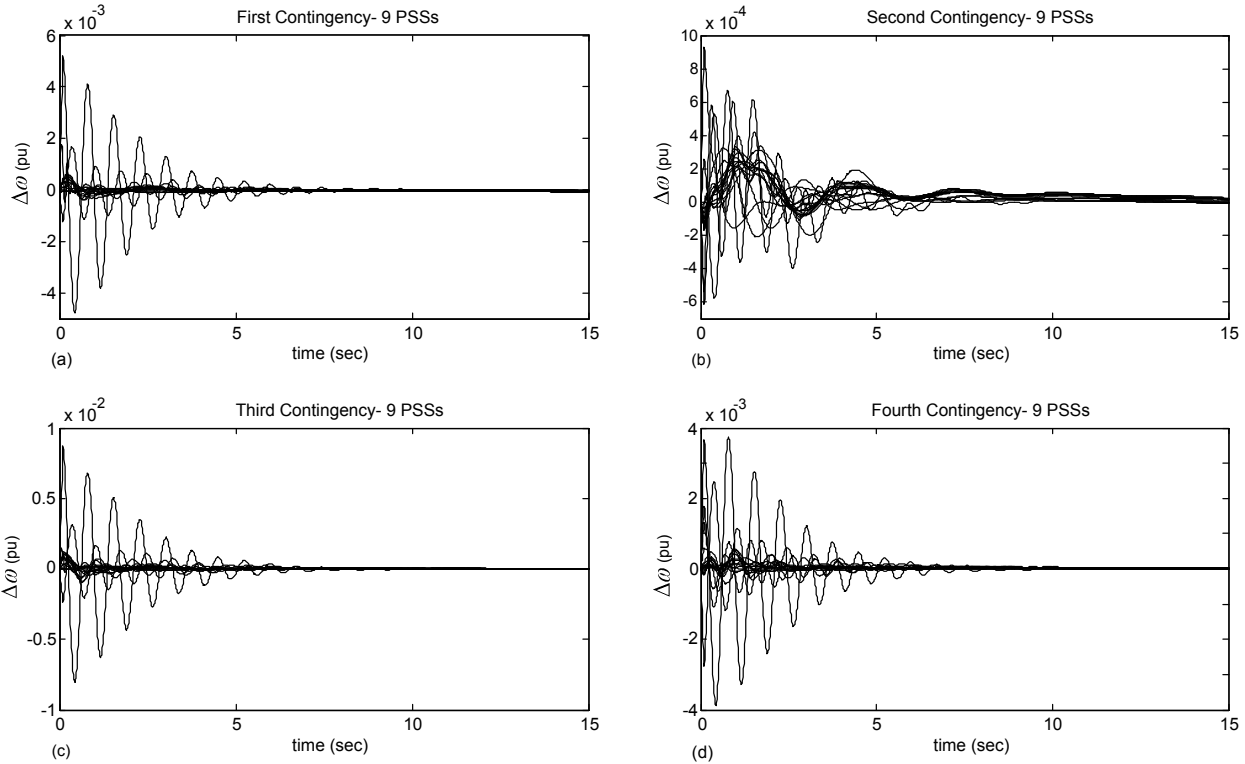 First Contingency- 9 PSSs
x 10-3
6
4
2
0
-2
-4
Δω (pu)
0
5
10
15
time (sec)
(a)
Second Contingency- 9 PSSs
x 10-4
10
8
6
4
2
0
-2
-4
-6
Δω (pu)
0
5
10
15
time (sec)
(b)
Third Contingency- 9 PSSs
x 10-2
1
0.5
0
-0.5
-1
Δω (pu)
0
5
10
15
time (sec)
(c)
Fourth Contingency- 9 PSSs
x 10-3
4
2
0
-2
-4
Δω (pu)
0
5
10
15
time (sec)
(d)